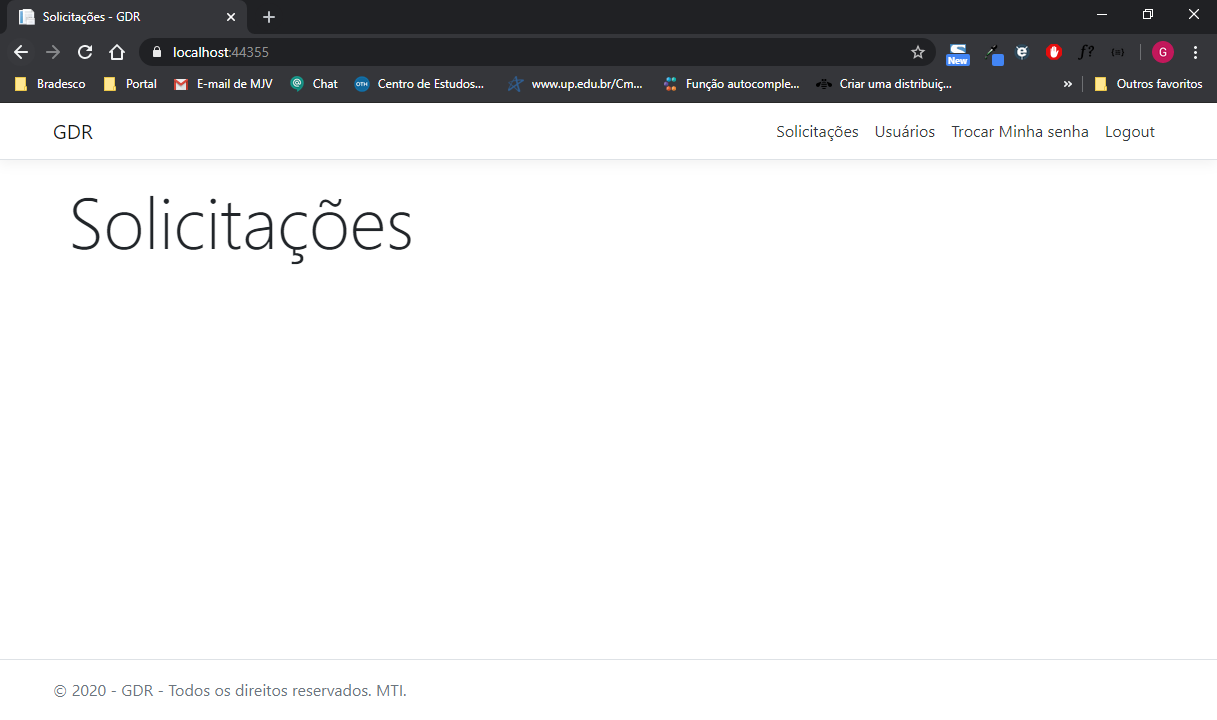 Solicitações - GDR
localhost:44355
New
f?
G
Bradesco Portal E-mail de MJV Chat OTH Centro de Estudos... www.up.edu.br/Cm... Função autocomple... Criar uma distribuiç... » Outros favoritos
GDR Solicitações Usuários Trocar Minha senha Logout
Solicitações
© 2020 - GDR - Todos os direitos reservados. MTI.